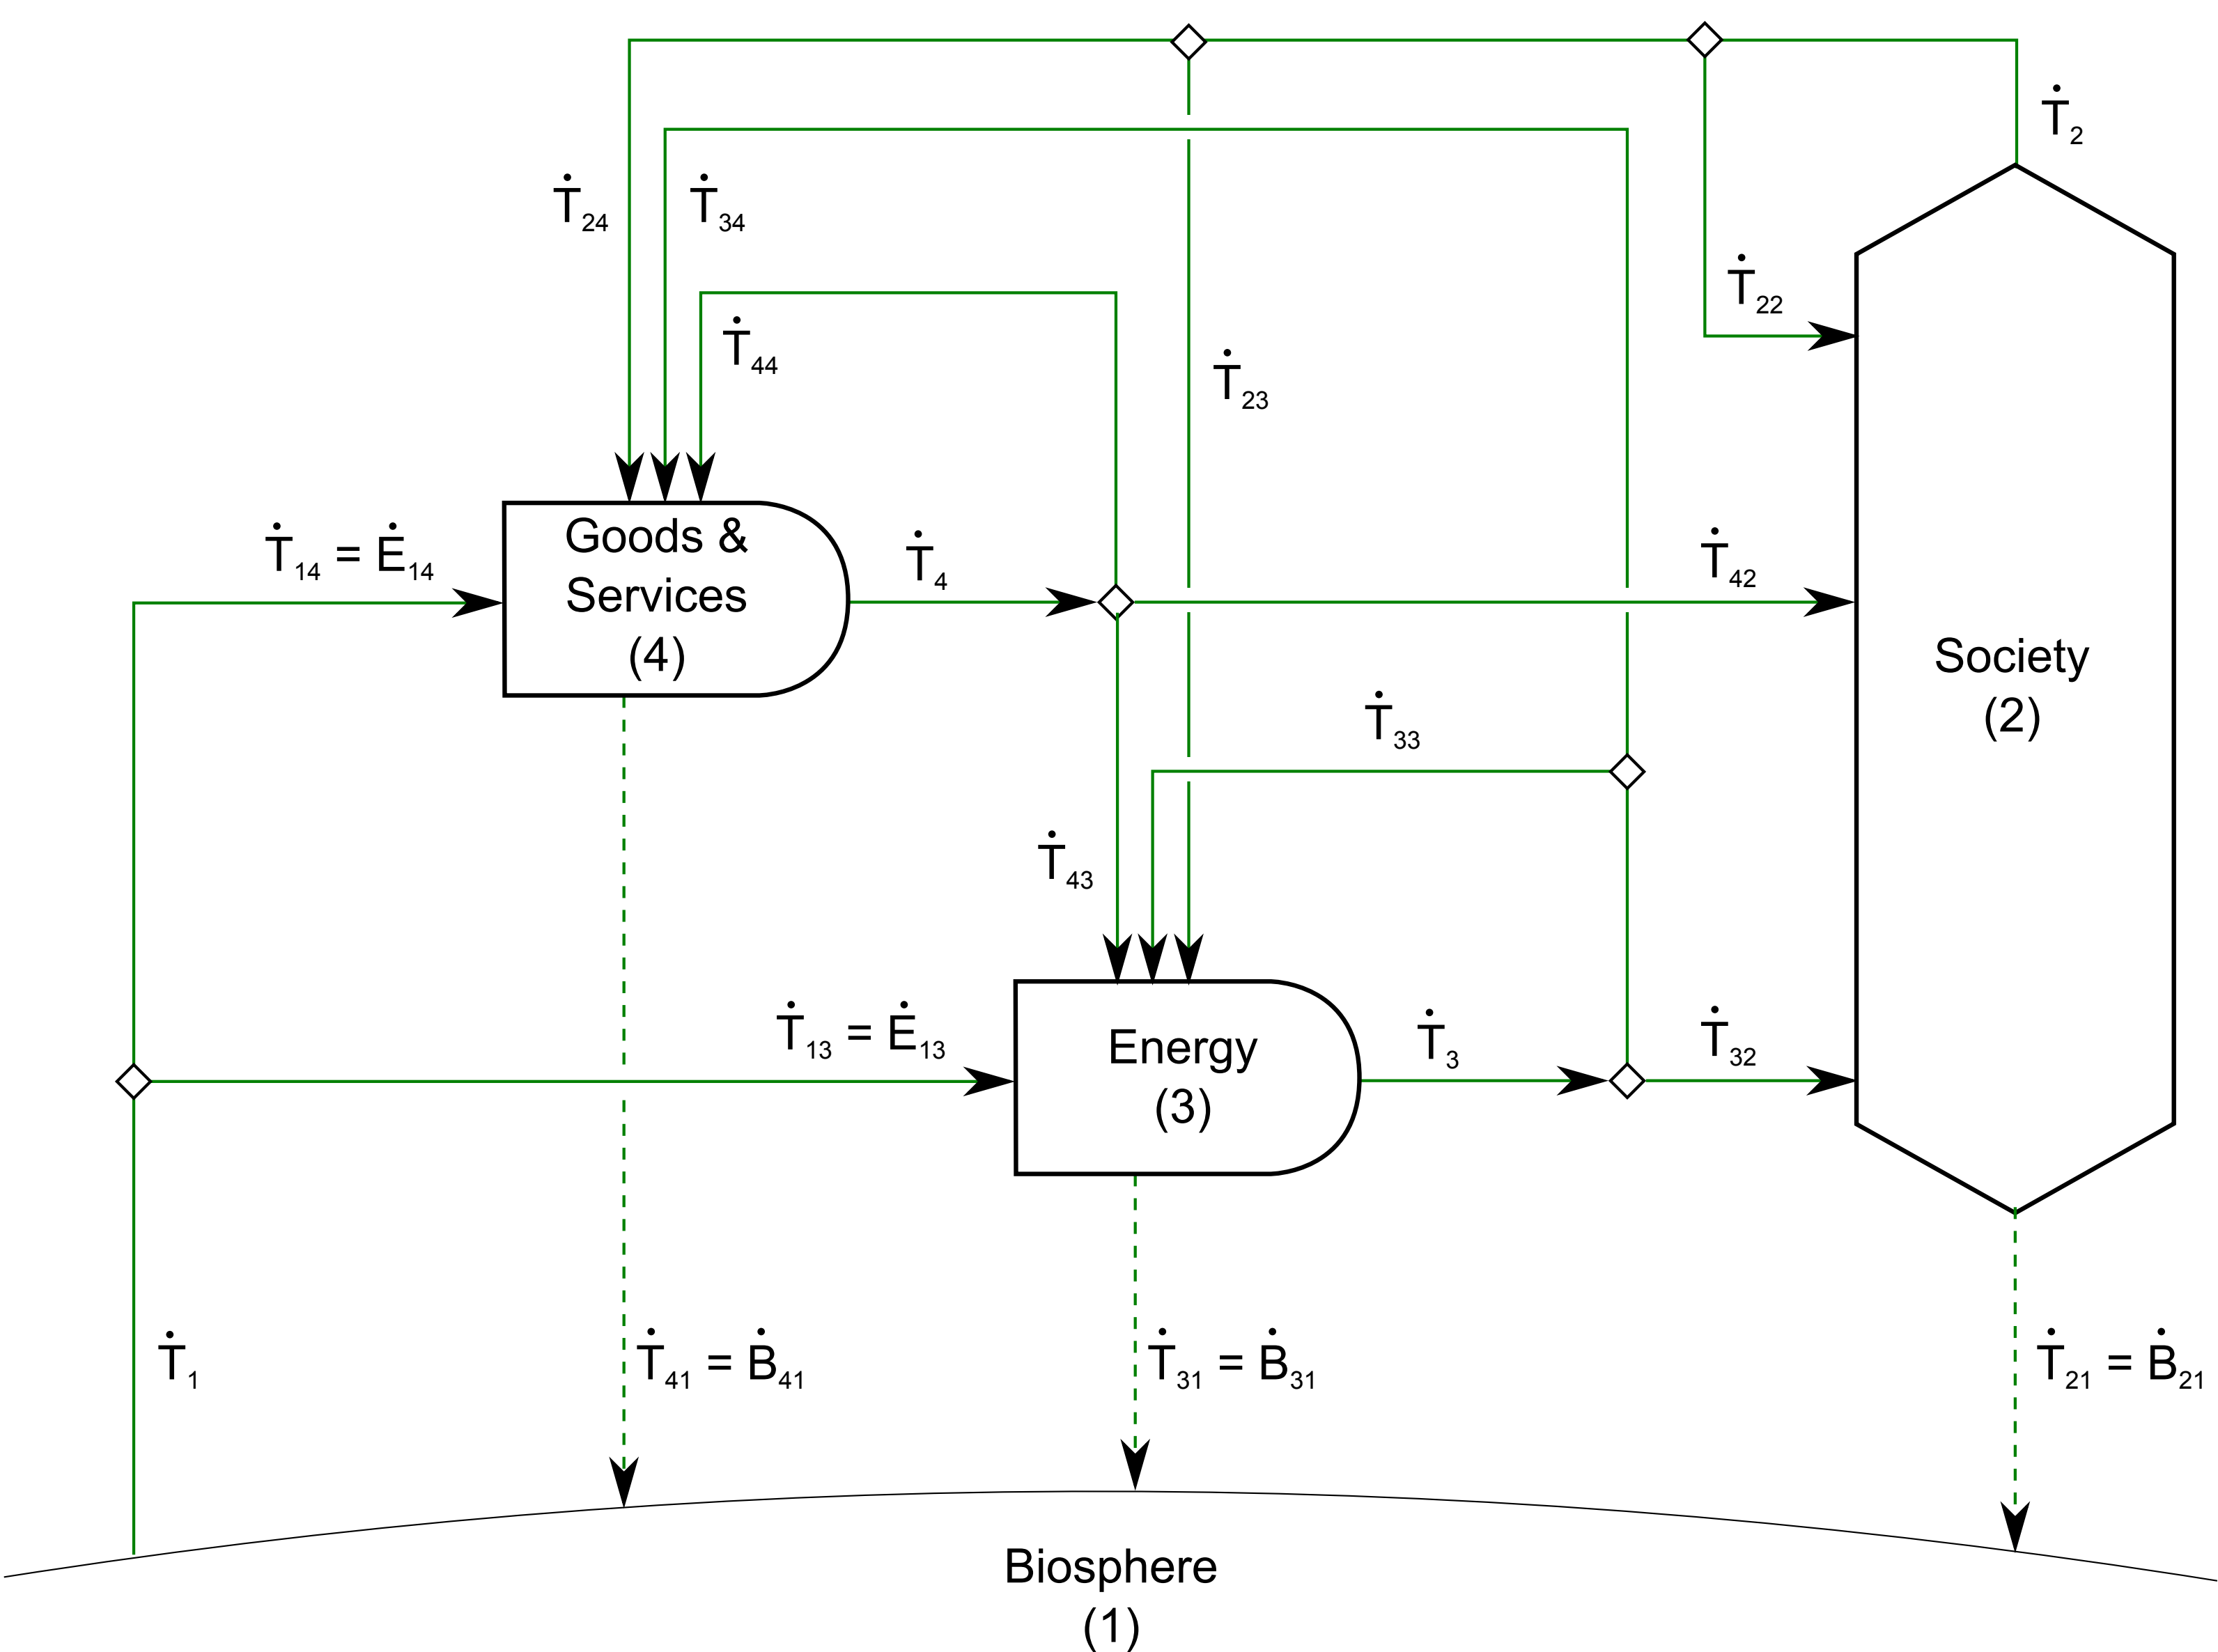 Ṫ2
Ṫ24
Ṫ34
Ṫ22
Ṫ44
Ṫ23
Ṫ14 = Ė14
Goods &
Services
(4)
Ṫ4
Ṫ42
Society
(2)
Ṫ33
Ṫ43
Ṫ13 = Ė13
Energy
(3)
Ṫ3
Ṫ32
Ṫ1
Ṫ41 = Ḃ41
Ṫ31 = Ḃ31
Ṫ21 = Ḃ21
Biosphere
(1)